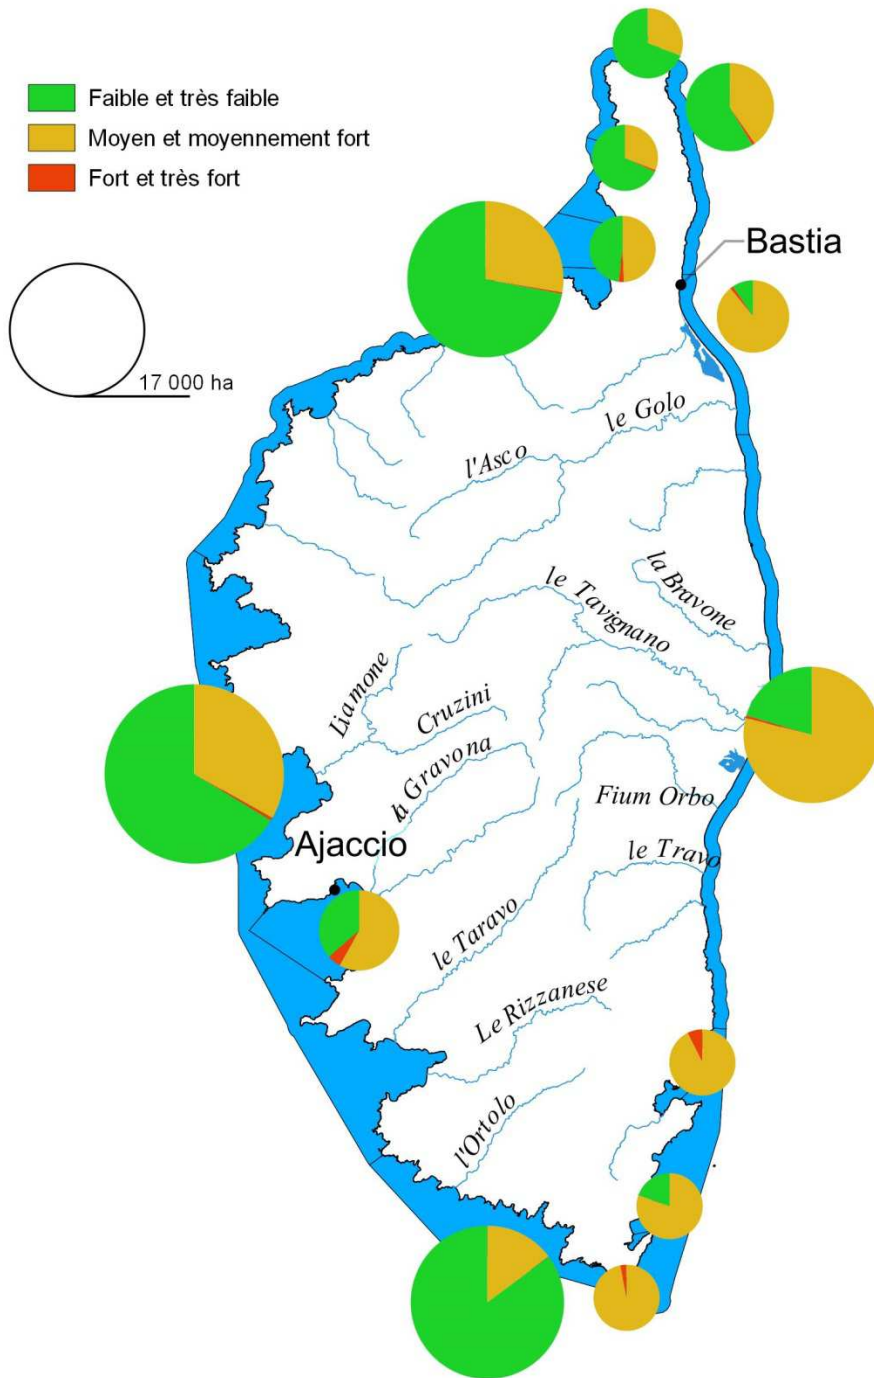 Faible et très faible
Moyen et moyennement fort
Fort et très fort
Bastia
17 000 ha
le Golo
l'Asco
la Bravone
le Tavignano
Liamone
Cruzini
la Gravona
Fium Orbo
Ajaccio
le Travo
le Taravo
Le Rizzanese
l'Ortolo